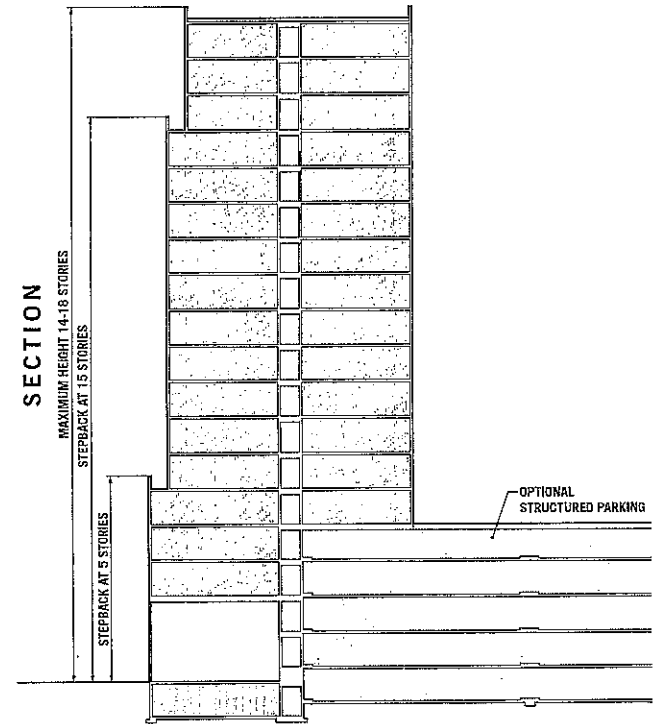 SECTION
MAXIMUM HEIGHT 14-18 STORIES
STEPBACK AT 15 STORIES
STEPBACK AT 5 STORIES
OPTIONAL
STRUCTURED PARKING